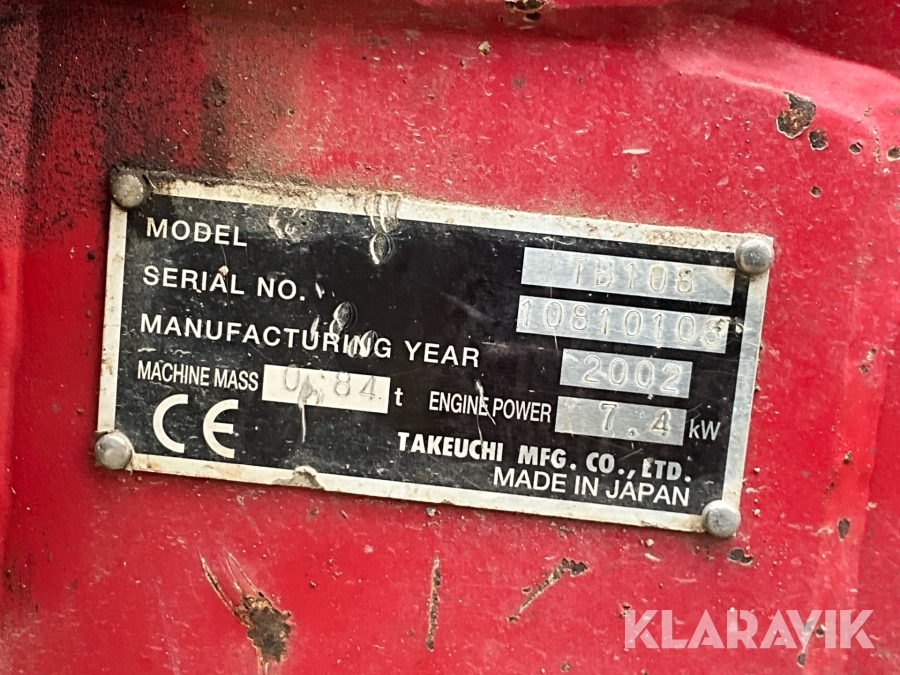 MODEL TB108
SERIAL NO. 10810108
MANUFACTURING YEAR 2002
MACHINE MASS 0.84 t ENGINE POWER 7.4 kW
CE TAKEUCHI MFG. CO., LTD.
MADE IN JAPAN
KLARAVIK